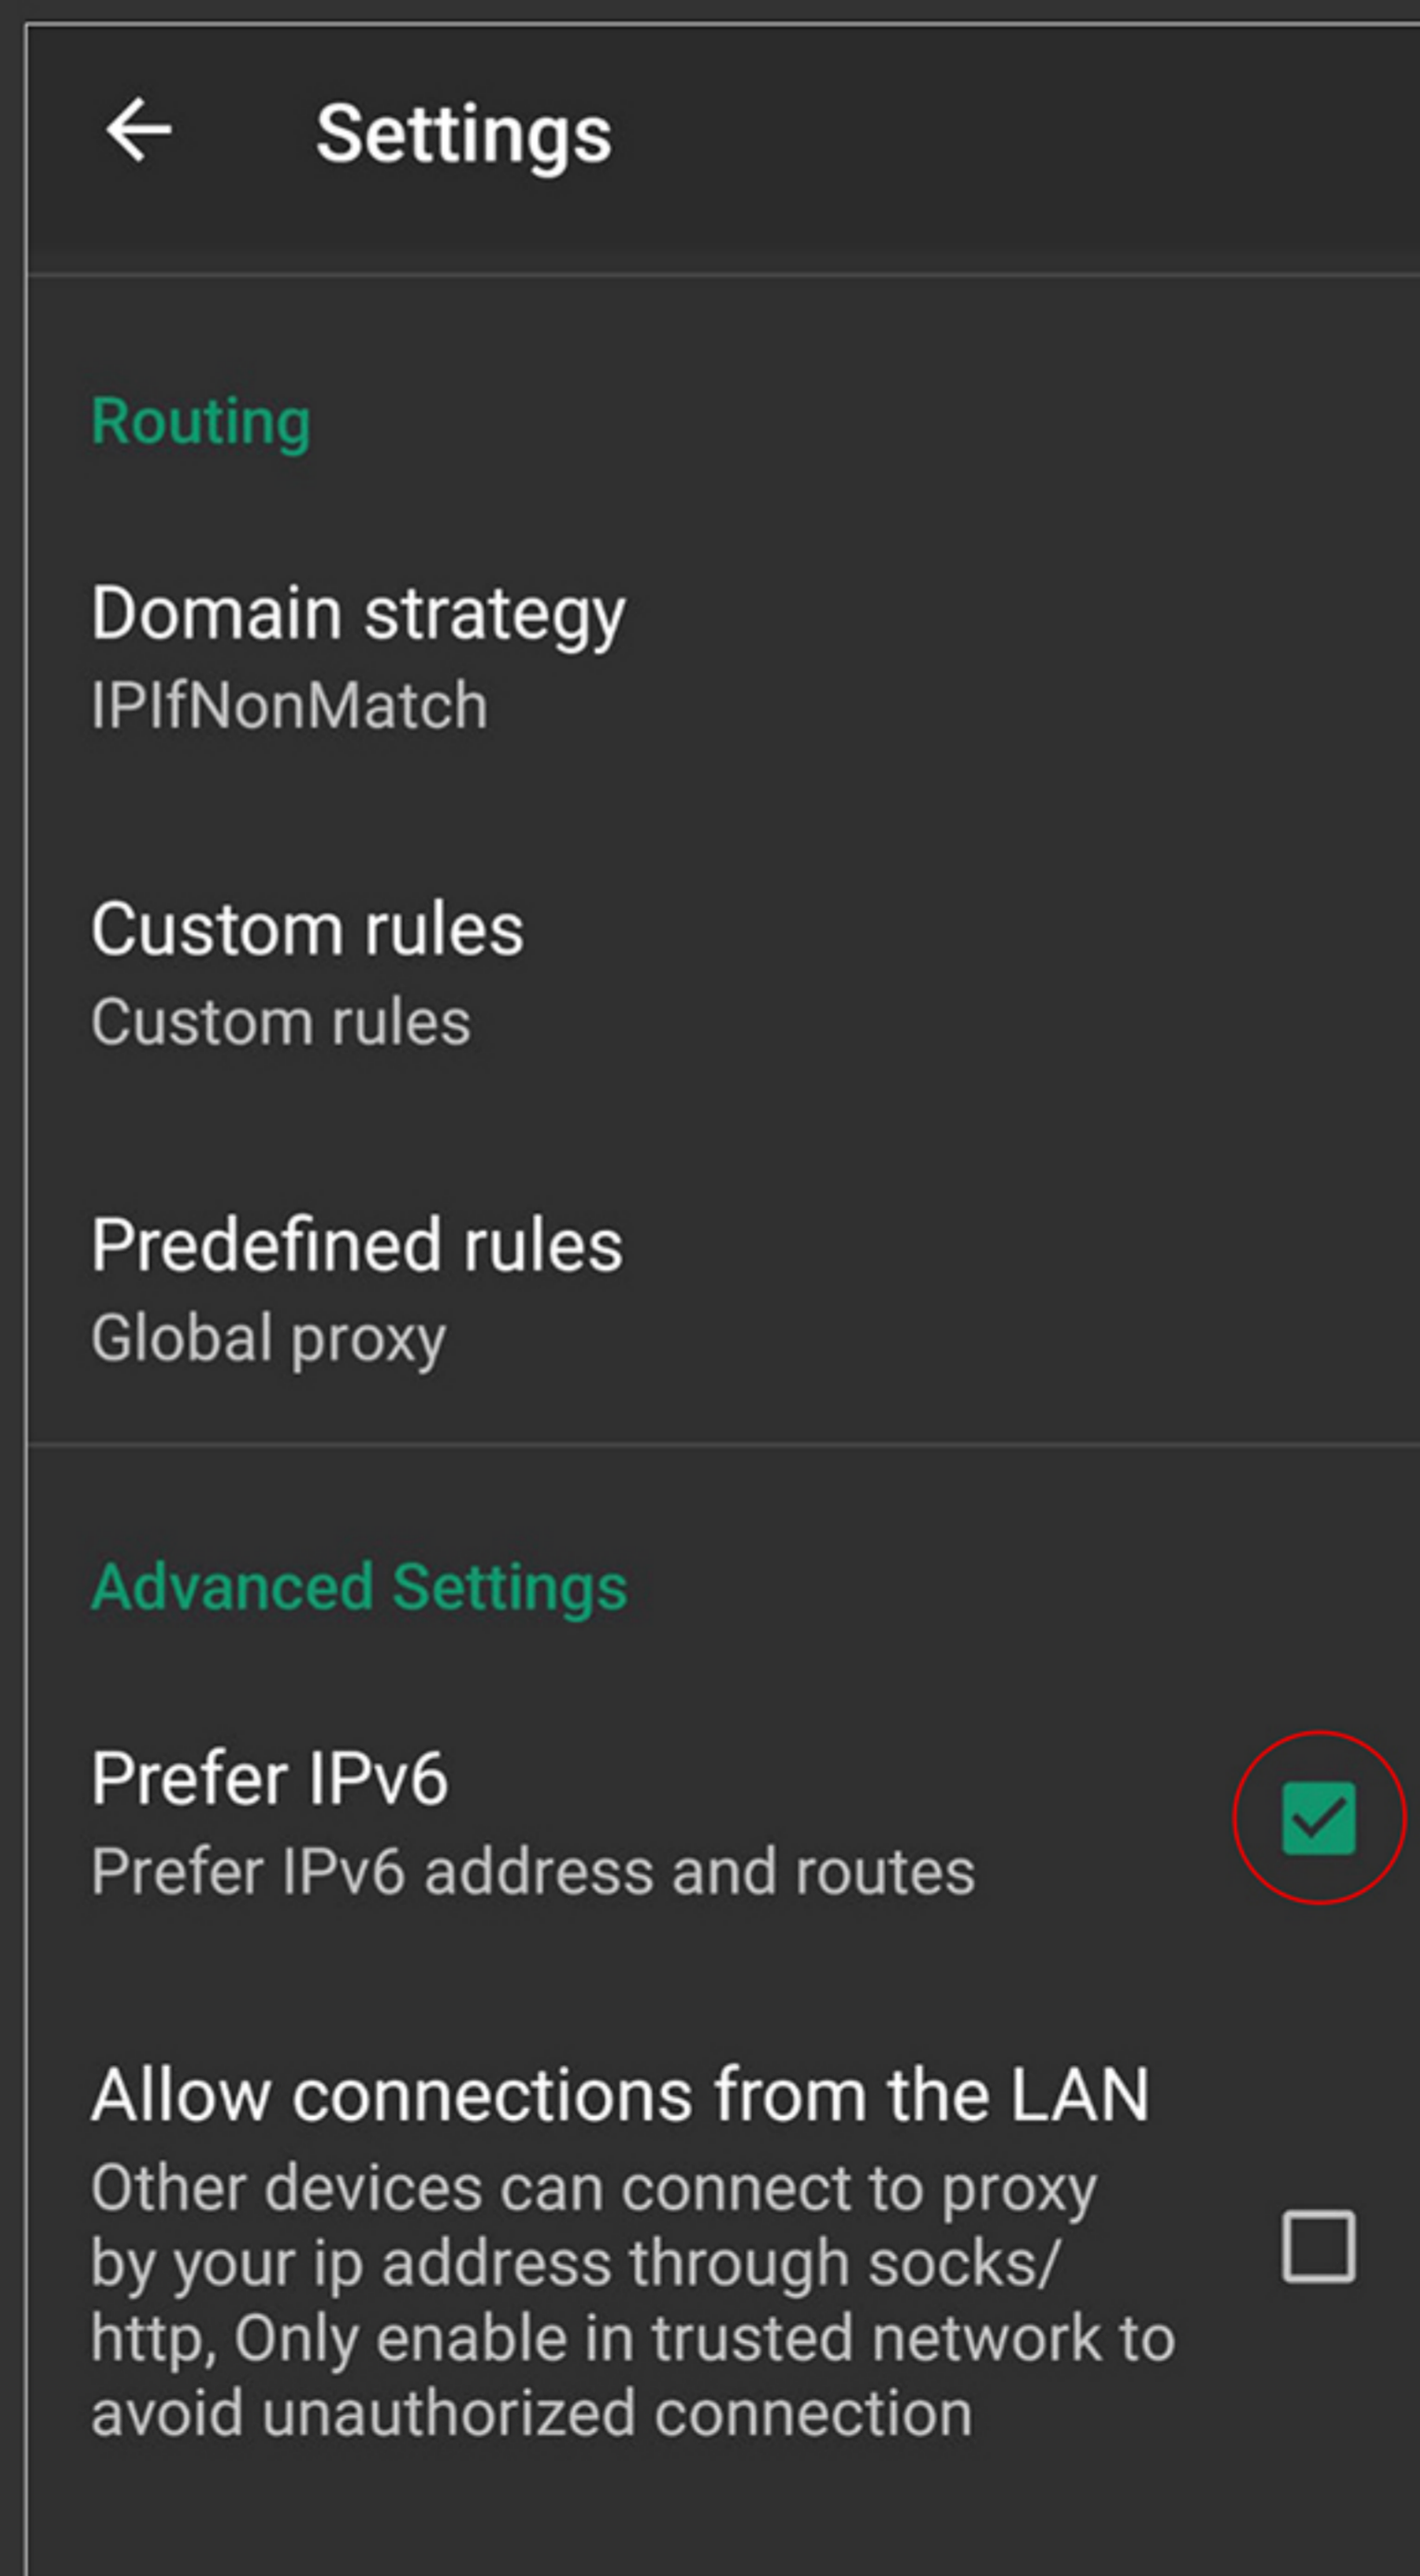 Settings
Routing
Domain strategy
IPIfNonMatch
Custom rules
Custom rules
Predefined rules
Global proxy
Advanced Settings
Prefer IPv6
Prefer IPv6 address and routes
Allow connections from the LAN
Other devices can connect to proxy
by your ip address through socks/
http, Only enable in trusted network to
avoid unauthorized connection